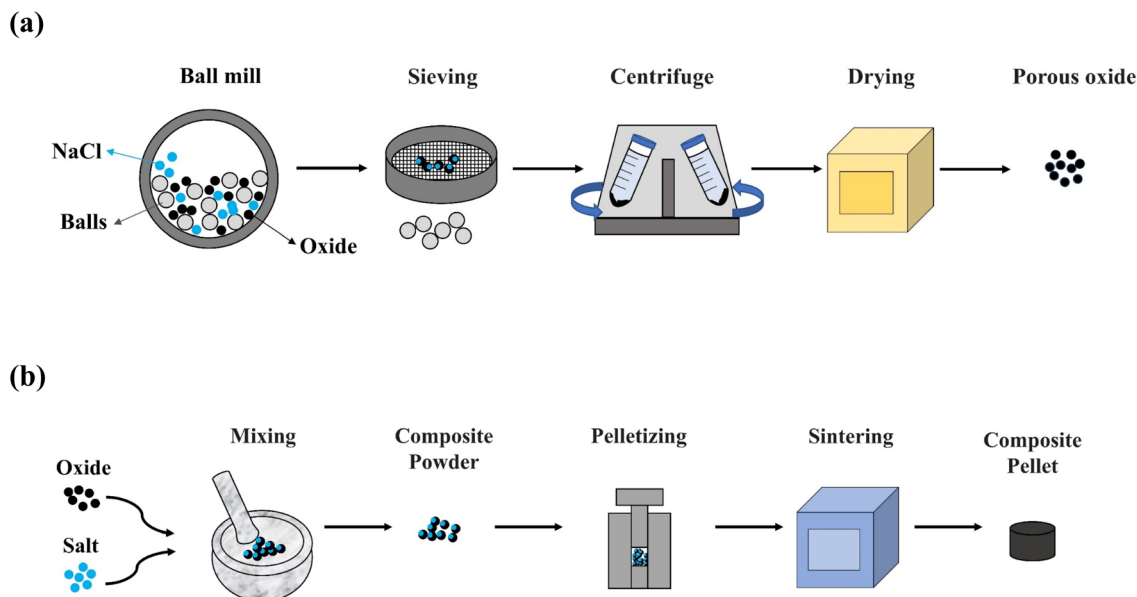 (a)
Ball mill
Sieving
Centrifuge
Drying
Porous oxide
NaCl
Balls
Oxide
(b)
Mixing
Composite
Powder
Pelletizing
Sintering
Composite
Pellet
Oxide
Salt